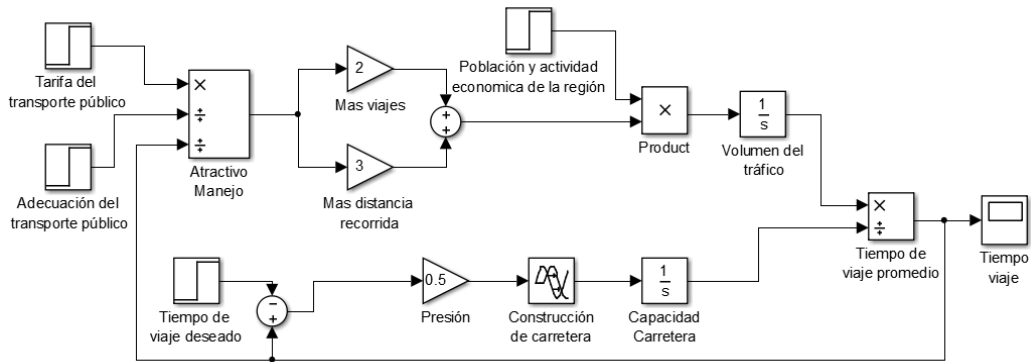 Tarifa del
transporte público
Adecuación del
transporte público
×
÷
÷
Atractivo
Manejo
2
Mas viajes
3
Mas distancia
recorrida
+
+
Población y actividad
economica de la región
×
Product
1
s
Volumen del
tráfico
×
÷
Tiempo de
viaje promedio
Tiempo
viaje
Tiempo de
viaje deseado
−
+
0.5
Presión
Construcción
de carretera
1
s
Capacidad
Carretera